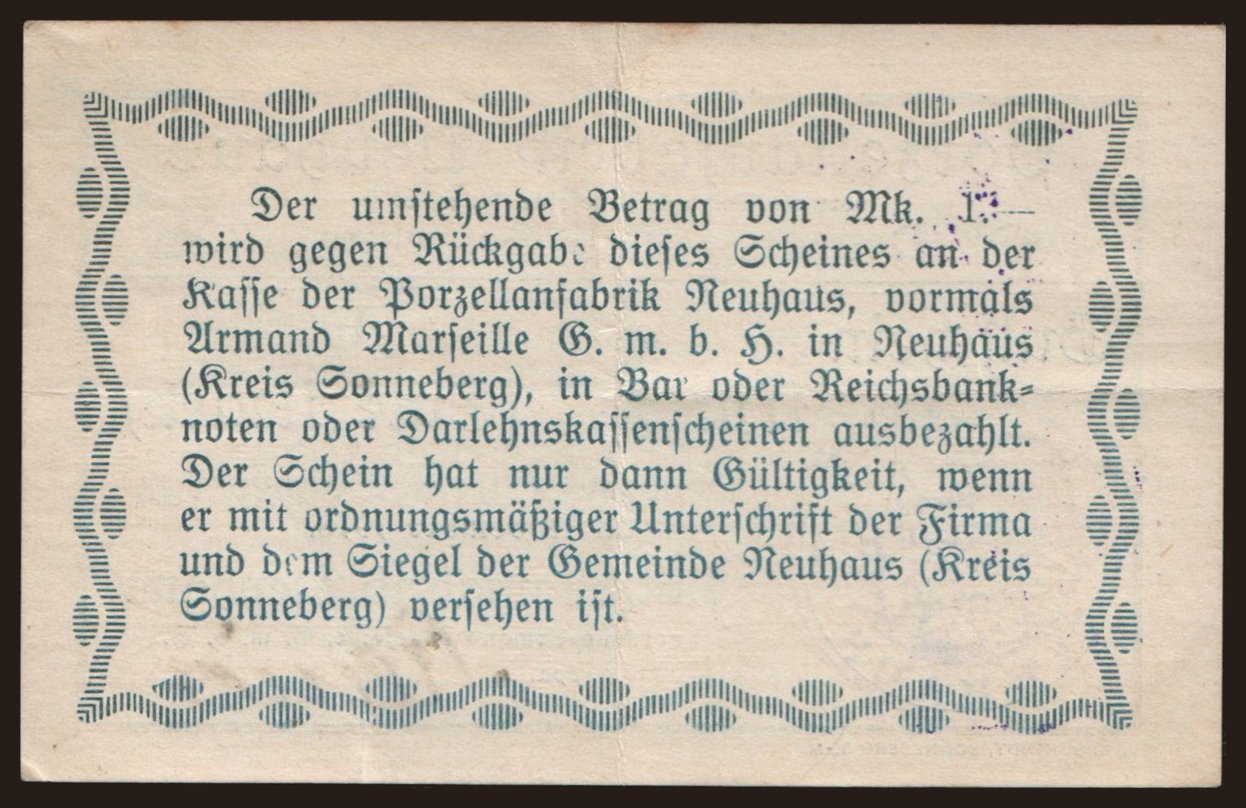 Der umstehende Betrag von Mk. 1.—
wird gegen Rückgabe dieses Scheines an der
Kasse der Porzellanfabrik Neuhaus, vormals
Armand Marseille G. m. b. H. in Neuhaus
(Kreis Sonneberg), in Bar oder Reichsbank-
noten oder Darlehnskassenscheinen ausbezahlt.
Der Schein hat nur dann Gültigkeit, wenn
er mit ordnungsmäßiger Unterschrift der Firma
und dem Siegel der Gemeinde Neuhaus (Kreis
Sonneberg) versehen ist.